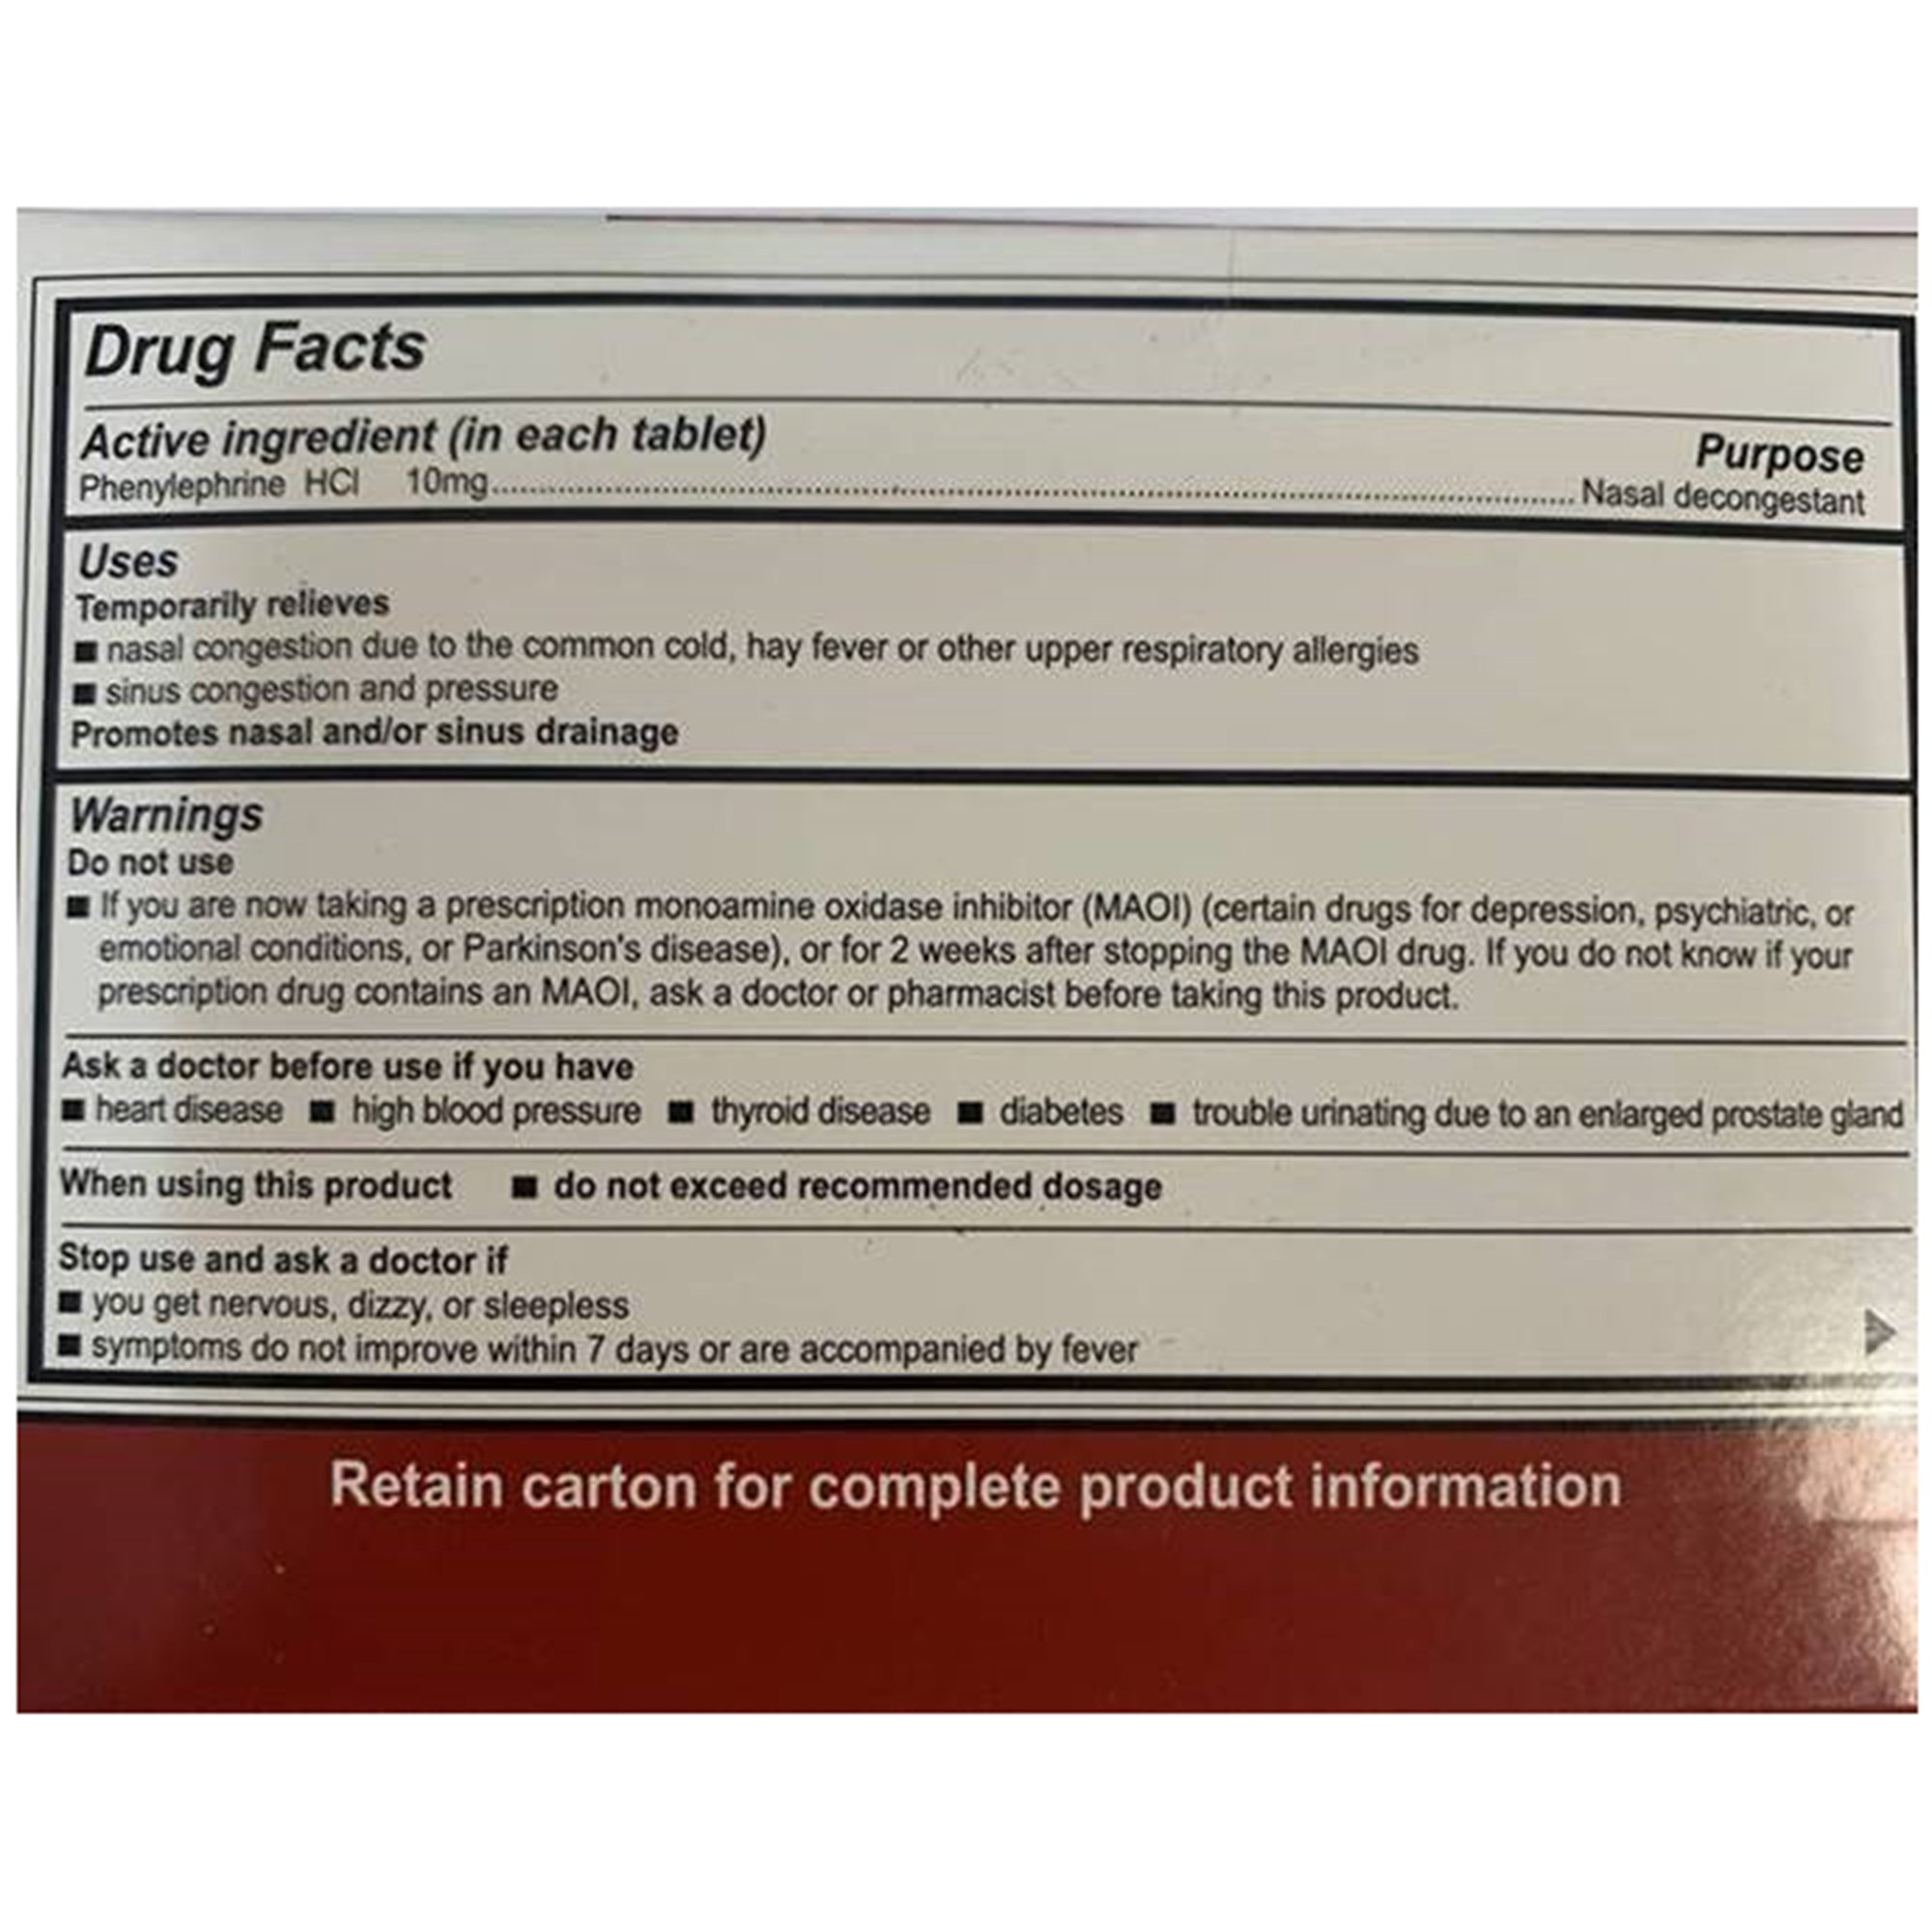 Drug Facts
Active ingredient (in each tablet) Purpose
Phenylephrine HCl 10mg........................................................Nasal decongestant
Uses
Temporarily relieves
■ nasal congestion due to the common cold, hay fever or other upper respiratory allergies
■ sinus congestion and pressure
Promotes nasal and/or sinus drainage
Warnings
Do not use
■ If you are now taking a prescription monoamine oxidase inhibitor (MAOI) (certain drugs for depression, psychiatric, or
emotional conditions, or Parkinson's disease), or for 2 weeks after stopping the MAOI drug. If you do not know if your
prescription drug contains an MAOI, ask a doctor or pharmacist before taking this product.
Ask a doctor before use if you have
■ heart disease ■ high blood pressure ■ thyroid disease ■ diabetes ■ trouble urinating due to an enlarged prostate gland
When using this product ■ do not exceed recommended dosage
Stop use and ask a doctor if
■ you get nervous, dizzy, or sleepless
■ symptoms do not improve within 7 days or are accompanied by fever
Retain carton for complete product information